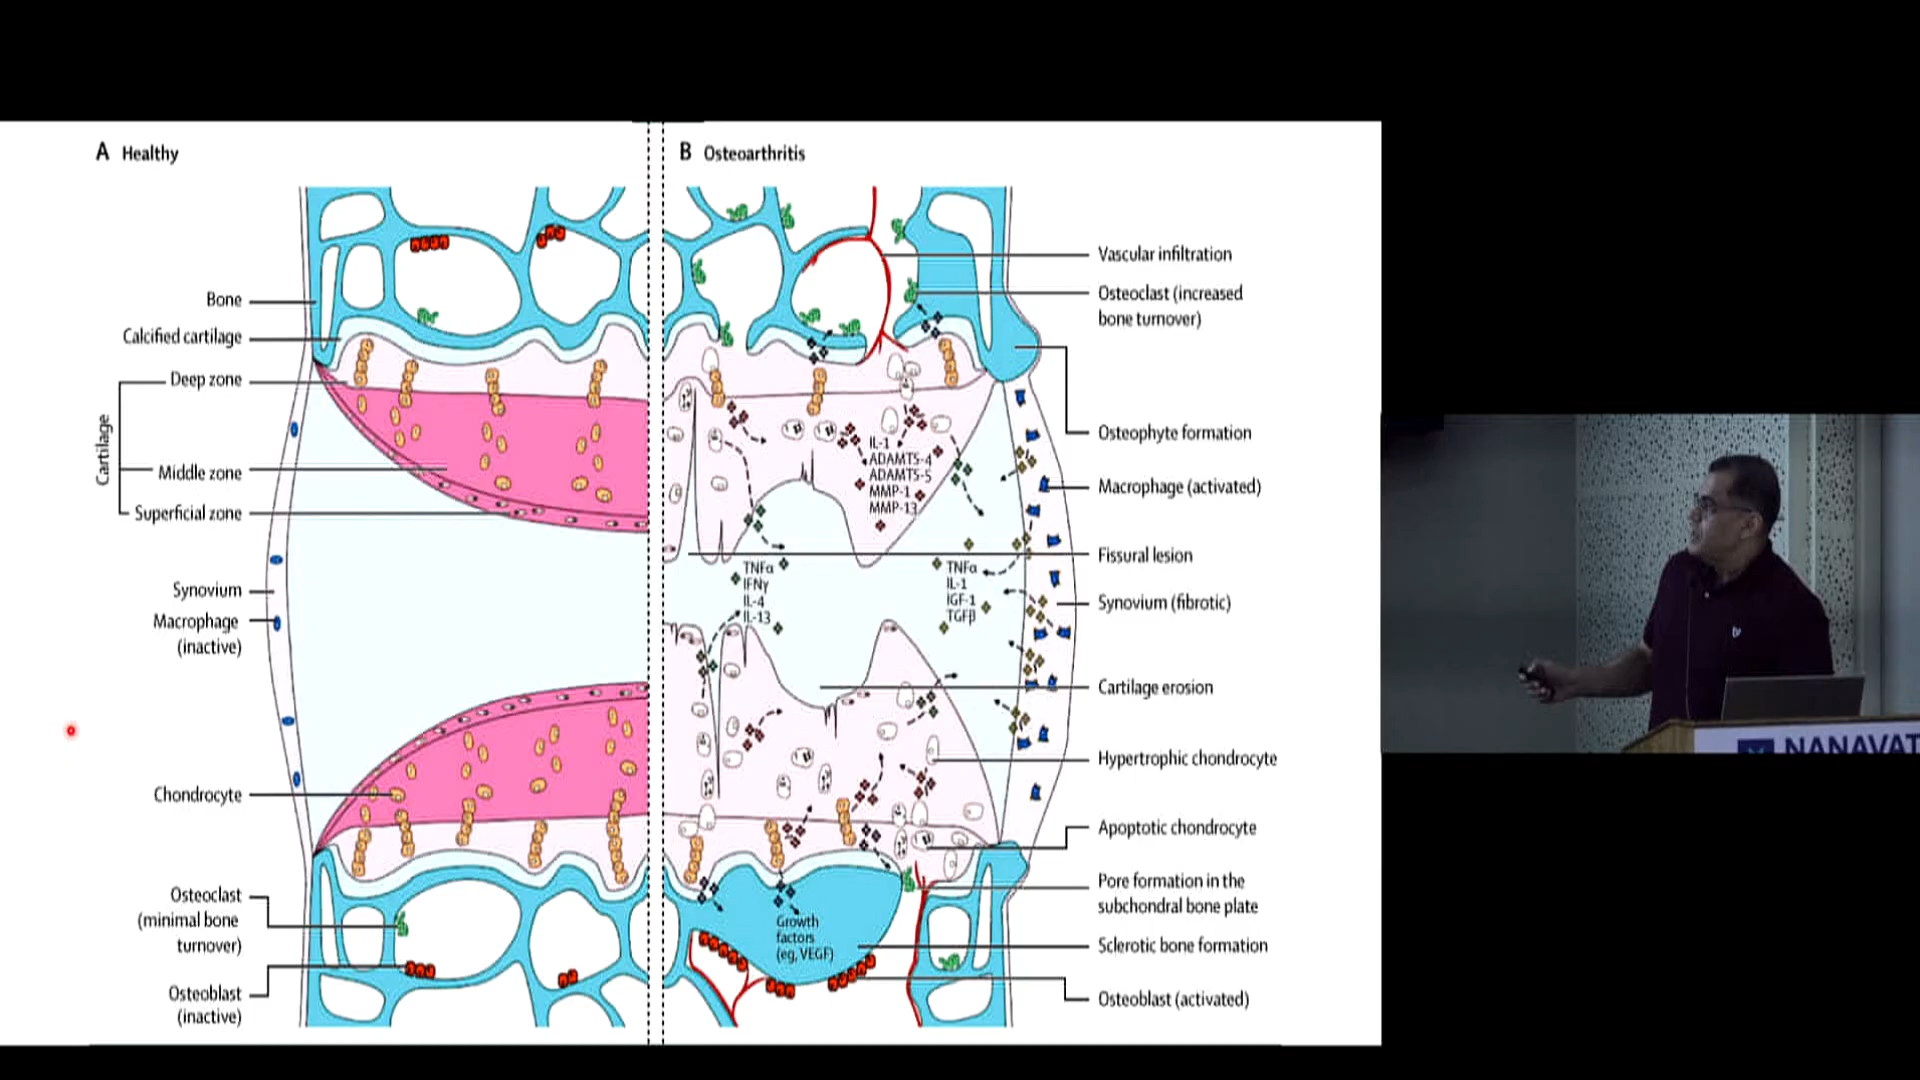 A Healthy
B Osteoarthritis
Bone
Calcified cartilage
Deep zone
Cartilage
Middle zone
Superficial zone
Synovium
Macrophage
(inactive)
Chondrocyte
Osteoclast
(minimal bone
turnover)
Osteoblast
(inactive)
IL-1
ADAMTS-4
ADAMTS-5
MMP-1
MMP-13
TNFα
IFNγ
IL-4
IL-13
TNFα
IL-1
IGF-1
TGFβ
Growth
factors
(eg, VEGF)
Vascular infiltration
Osteoclast (increased
bone turnover)
Osteophyte formation
Macrophage (activated)
Fissural lesion
Synovium (fibrotic)
Cartilage erosion
Hypertrophic chondrocyte
Apoptotic chondrocyte
Pore formation in the
subchondral bone plate
Sclerotic bone formation
Osteoblast (activated)
NANAVAT